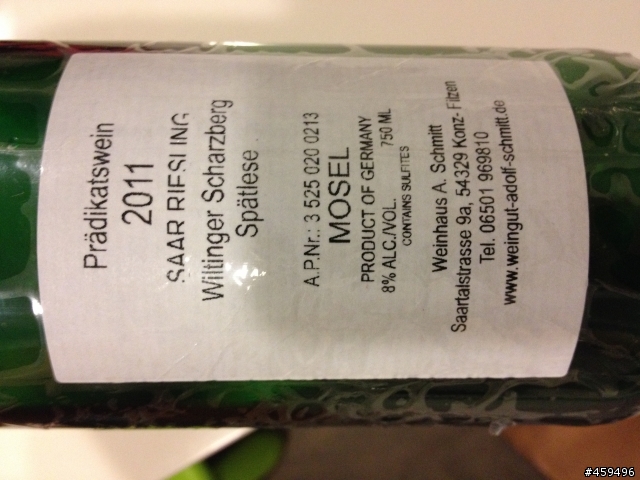 Prädikatswein
2011
SAAR RIESLING
Wiltinger Scharzberg
Spätlese
A.P.Nr.: 3 525 020 0213
MOSEL
PRODUCT OF GERMANY
8% ALC./VOL. 750 ML
CONTAINS SULFITES
Weinhaus A. Schmitt
Saartalstrasse 9a, 54329 Konz- Filzen
Tel. 06501 969810
www.weingut-adolf-schmitt.de
#459496